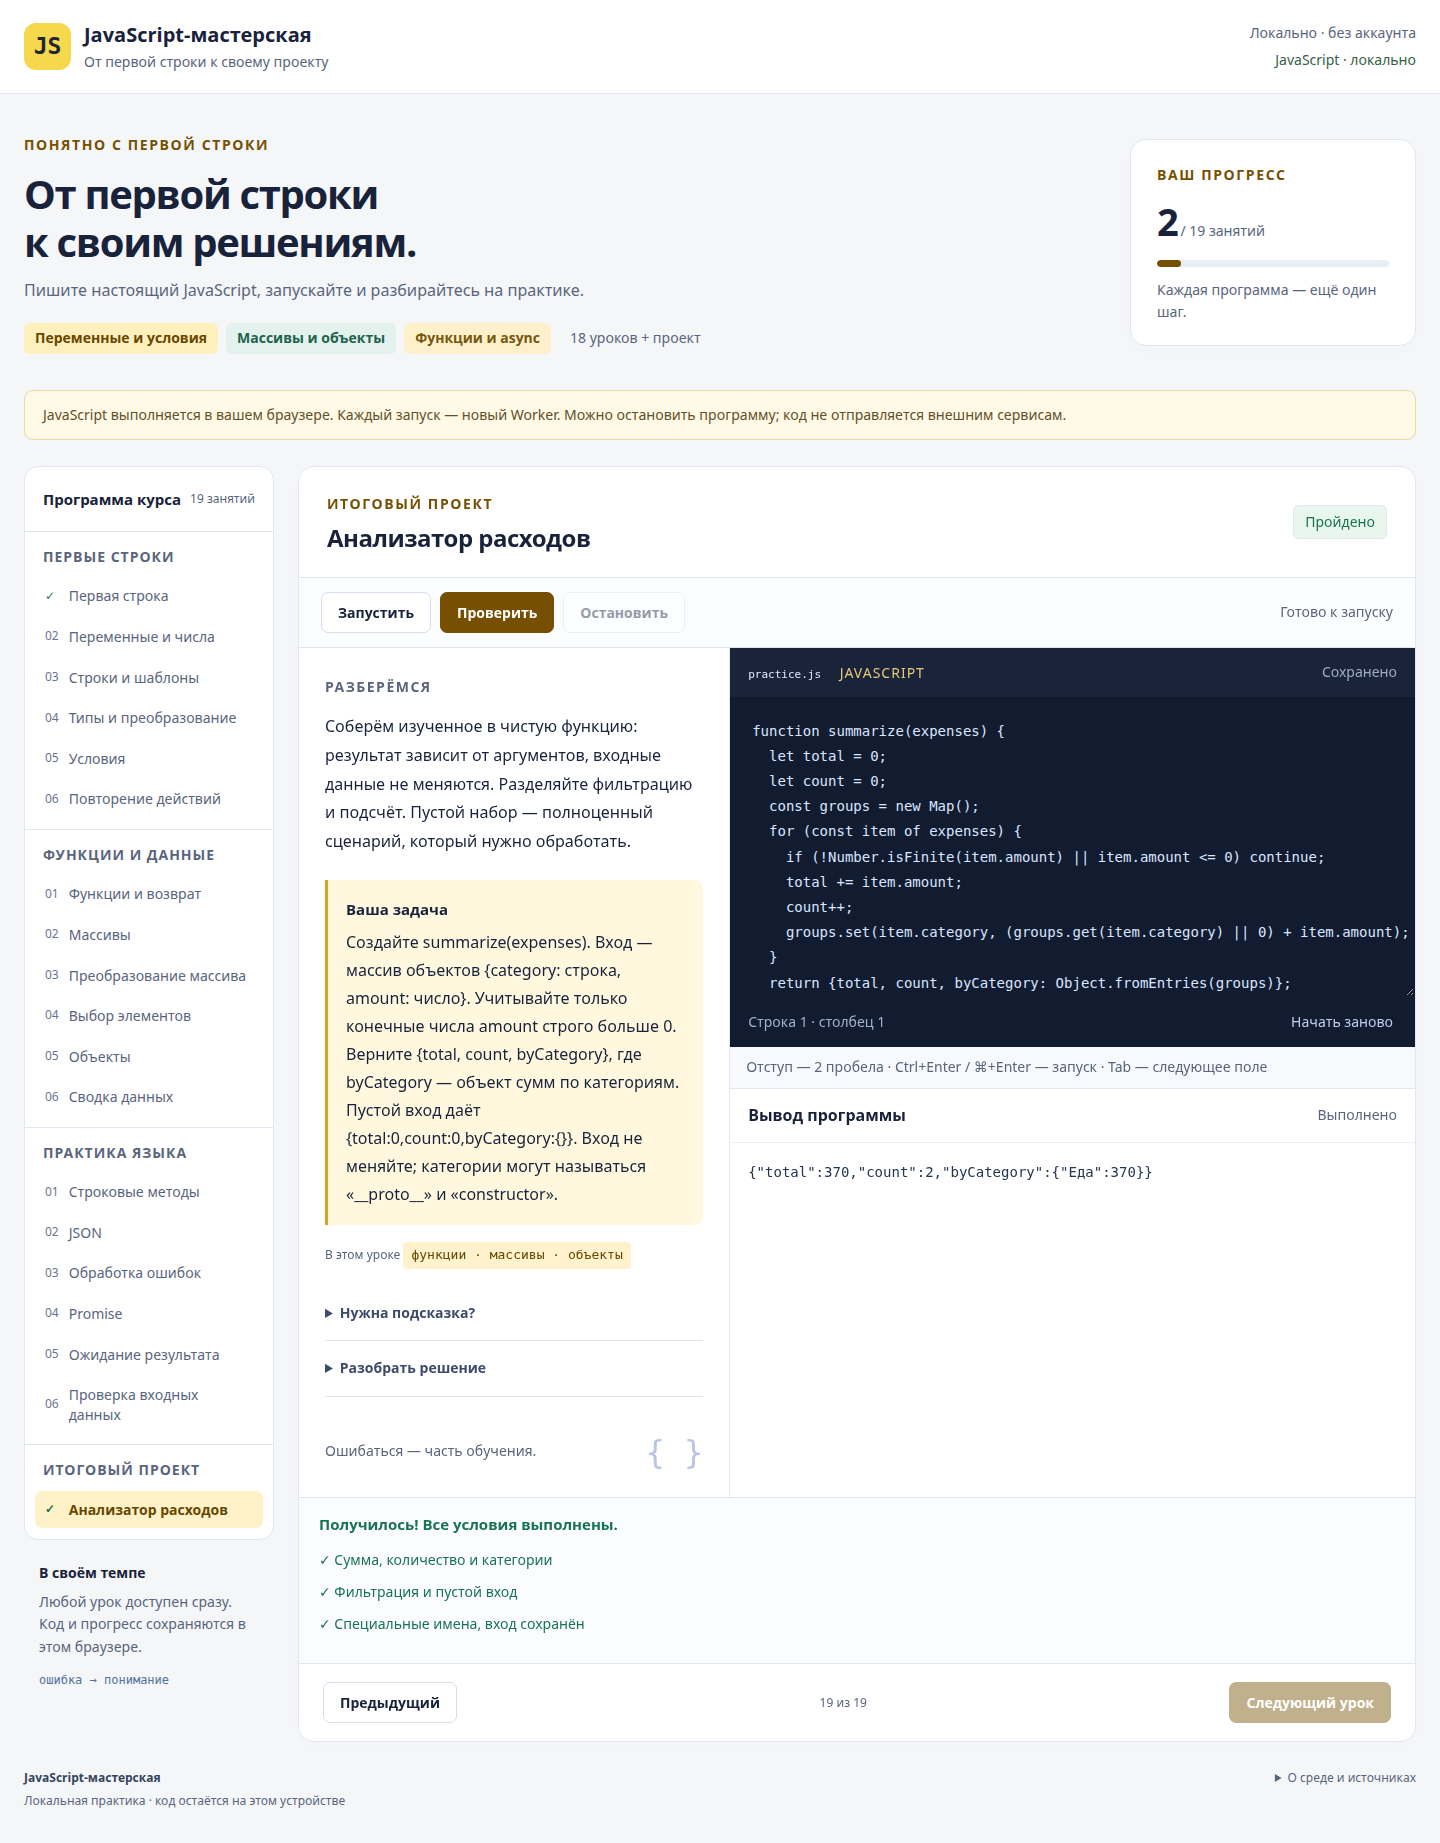 JS
JavaScript-мастерская
От первой строки к своему проекту
Локально · без аккаунта
JavaScript · локально
ПОНЯТНО С ПЕРВОЙ СТРОКИ
От первой строки
к своим решениям.
Пишите настоящий JavaScript, запускайте и разбирайтесь на практике.
Переменные и условия
Массивы и объекты
Функции и async
18 уроков + проект
ВАШ ПРОГРЕСС
2 / 19 занятий
Каждая программа — ещё один
шаг.
JavaScript выполняется в вашем браузере. Каждый запуск — новый Worker. Можно остановить программу; код не отправляется внешним сервисам.
Программа курса 19 занятий
ПЕРВЫЕ СТРОКИ
✓ Первая строка
02 Переменные и числа
03 Строки и шаблоны
04 Типы и преобразование
05 Условия
06 Повторение действий
ФУНКЦИИ И ДАННЫЕ
01 Функции и возврат
02 Массивы
03 Преобразование массива
04 Выбор элементов
05 Объекты
06 Сводка данных
ПРАКТИКА ЯЗЫКА
01 Строковые методы
02 JSON
03 Обработка ошибок
04 Promise
05 Ожидание результата
06 Проверка входных
данных
ИТОГОВЫЙ ПРОЕКТ
✓ Анализатор расходов
В своём темпе
Любой урок доступен сразу.
Код и прогресс сохраняются в
этом браузере.
ошибка → понимание
ИТОГОВЫЙ ПРОЕКТ
Анализатор расходов
Пройдено
Запустить
Проверить
Остановить
Готово к запуску
РАЗБЕРЁМСЯ
Соберём изученное в чистую функцию:
результат зависит от аргументов, входные
данные не меняются. Разделяйте фильтрацию
и подсчёт. Пустой набор — полноценный
сценарий, который нужно обработать.
Ваша задача
Создайте summarize(expenses). Вход —
массив объектов {category: строка,
amount: число}. Учитывайте только
конечные числа amount строго больше 0.
Верните {total, count, byCategory}, где
byCategory — объект сумм по категориям.
Пустой вход даёт
{total:0,count:0,byCategory:{}}. Вход не
меняйте; категории могут называться
«__proto__» и «constructor».
В этом уроке функции · массивы · объекты
▶ Нужна подсказка?
▶ Разобрать решение
Ошибаться — часть обучения.
{ }
practice.js JAVASCRIPT
Сохранено
function summarize(expenses) {
  let total = 0;
  let count = 0;
  const groups = new Map();
  for (const item of expenses) {
    if (!Number.isFinite(item.amount) || item.amount <= 0) continue;
    total += item.amount;
    count++;
    groups.set(item.category, (groups.get(item.category) || 0) + item.amount);
  }
  return {total, count, byCategory: Object.fromEntries(groups)};
Строка 1 · столбец 1
Начать заново
Отступ — 2 пробела · Ctrl+Enter / ⌘+Enter — запуск · Tab — следующее поле
Вывод программы
Выполнено
{"total":370,"count":2,"byCategory":{"Еда":370}}
Получилось! Все условия выполнены.
✓ Сумма, количество и категории
✓ Фильтрация и пустой вход
✓ Специальные имена, вход сохранён
Предыдущий
19 из 19
Следующий урок
JavaScript-мастерская
Локальная практика · код остаётся на этом устройстве
▶ О среде и источниках